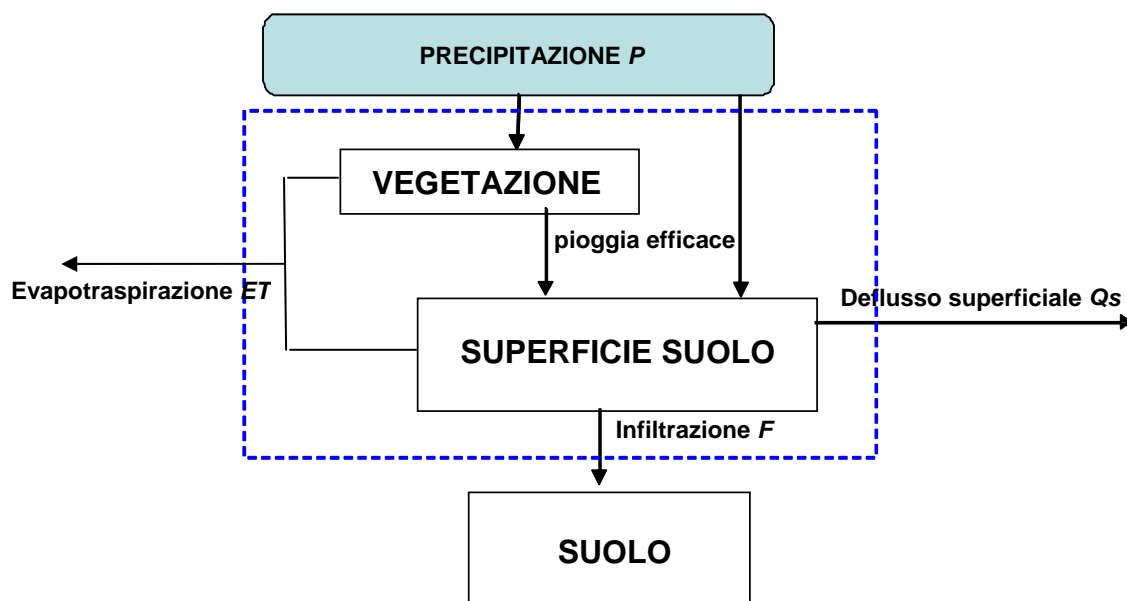 PRECIPITAZIONE P
VEGETAZIONE
pioggia efficace
Evapotraspirazione ET
Deflusso superficiale Qs
SUPERFICIE SUOLO
Infiltrazione F
SUOLO